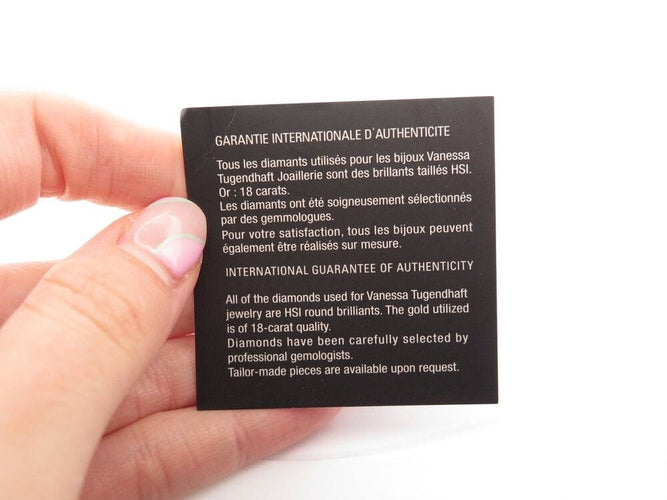 GARANTIE INTERNATIONALE D'AUTHENTICITE
Tous les diamants utilisés pour les bijoux Vanessa
Tugendhaft Joaillerie sont des brillants taillés HSI.
Or : 18 carats.
Les diamants ont été soigneusement sélectionnés
par des gemmologues.
Pour votre satisfaction, tous les bijoux peuvent
également être réalisés sur mesure.
INTERNATIONAL GUARANTEE OF AUTHENTICITY
All of the diamonds used for Vanessa Tugendhaft
jewelry are HSI round brilliants. The gold utilized
is of 18-carat quality.
Diamonds have been carefully selected by
professional gemologists.
Tailor-made pieces are available upon request.